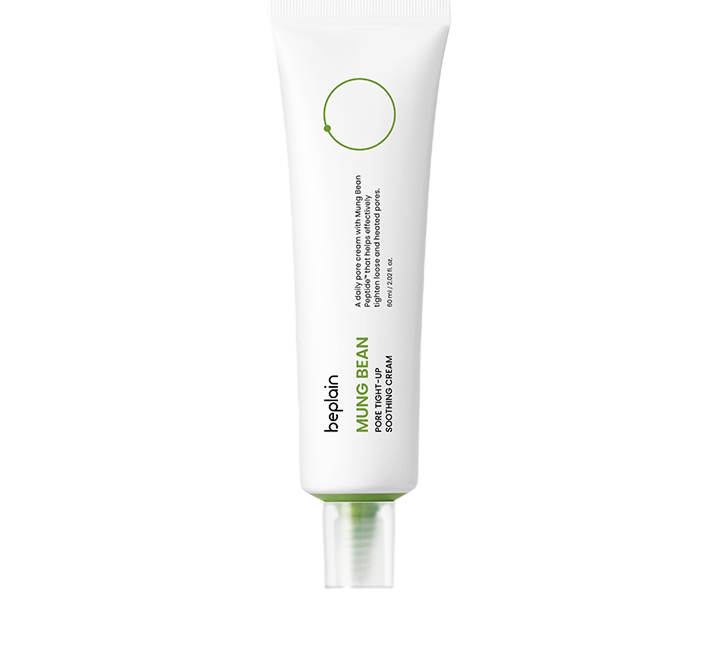 beplain
MUNG BEAN
PORE TIGHT-UP
SOOTHING CREAM
A daily pore cream with Mung Bean
Peptide™ that helps effectively
tighten loose and heated pores.
60 ml / 2.02 fl. oz.